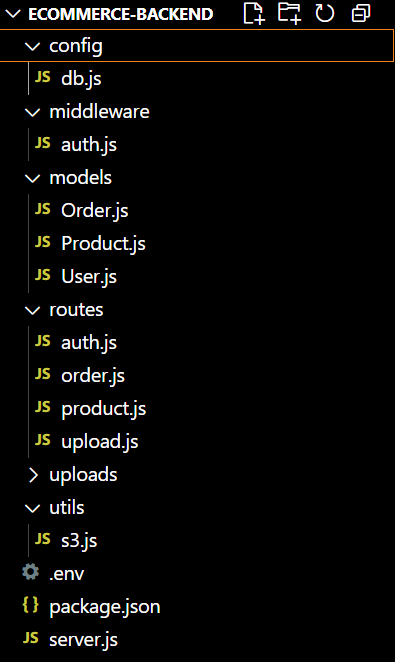 ECOMMERCE-BACKEND
config
JS db.js
middleware
JS auth.js
models
JS Order.js
JS Product.js
JS User.js
routes
JS auth.js
JS order.js
JS product.js
JS upload.js
uploads
utils
JS s3.js
.env
{} package.json
JS server.js